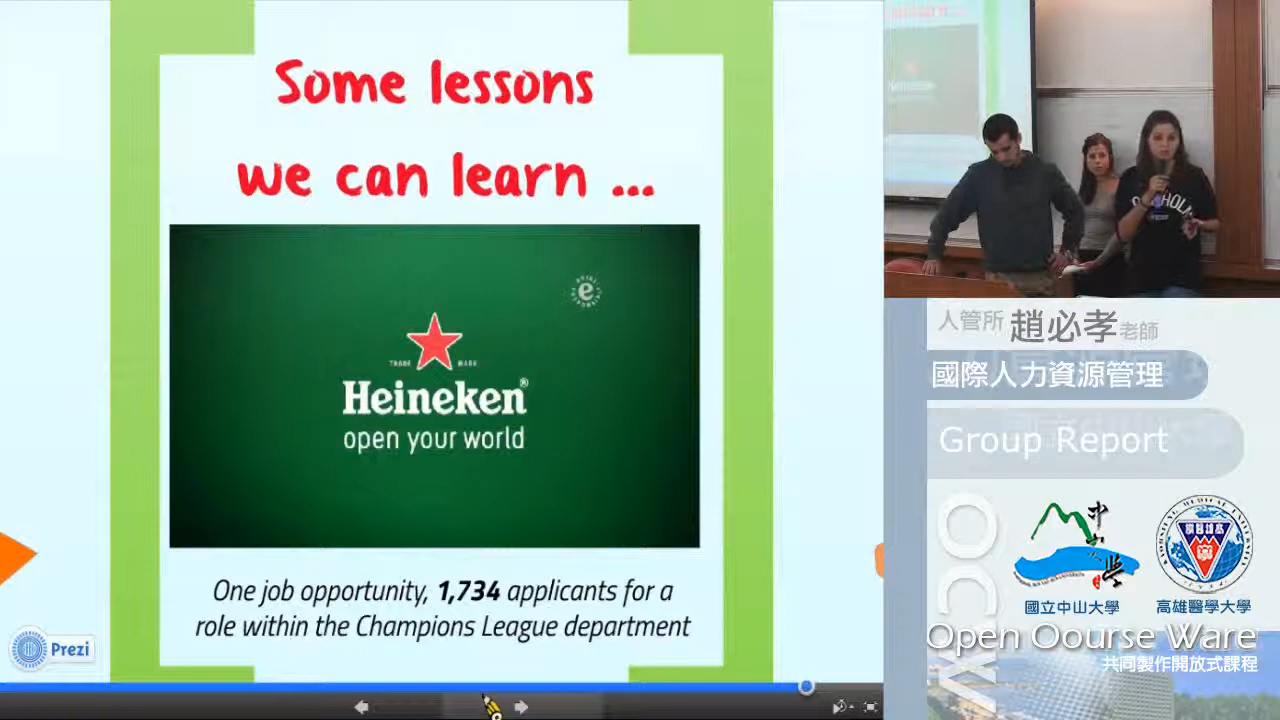 Some lessons
we can learn ...
e
TRADE MARK
Heineken®
open your world
One job opportunity, 1,734 applicants for a
role within the Champions League department
Prezi
人管所 趙必孝老師
國際人力資源管理
Group Report
OCW
國立中山大學
高雄醫學大學
Open Oourse Ware
共同製作開放式課程